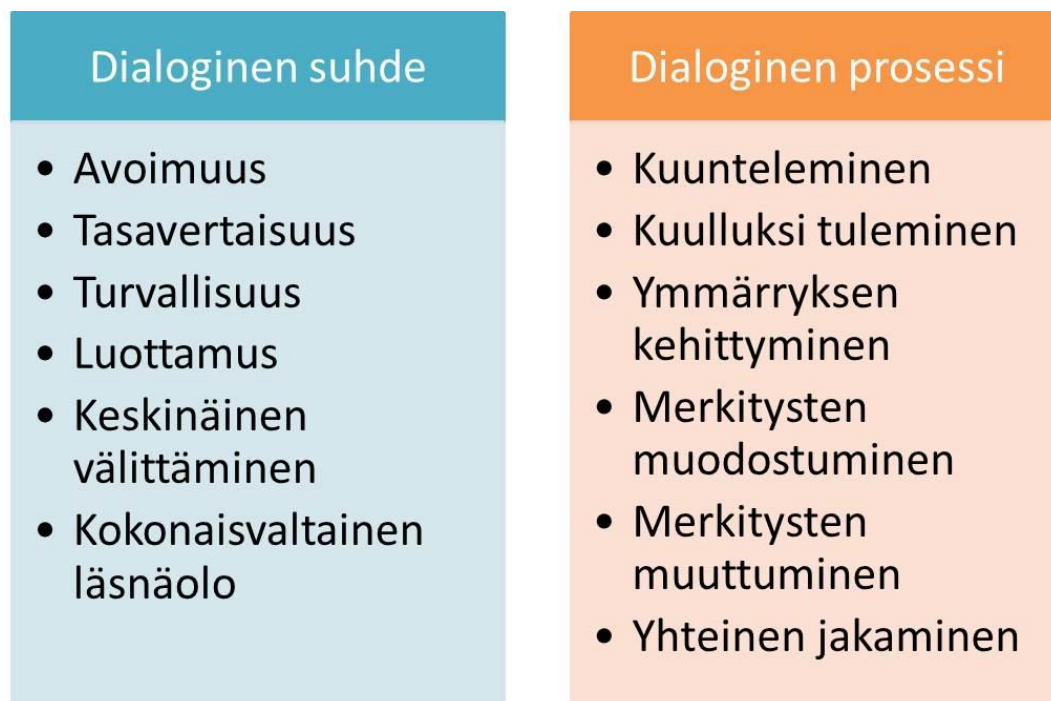 Dialoginen suhde
• Avoimuus
• Tasavertaisuus
• Turvallisuus
• Luottamus
• Keskinäinen
välittäminen
• Kokonaisvaltainen
läsnäolo
Dialoginen prosessi
• Kuunteleminen
• Kuulluksi tuleminen
• Ymmärryksen
kehittyminen
• Merkitysten
muodostuminen
• Merkitysten
muuttuminen
• Yhteinen jakaminen